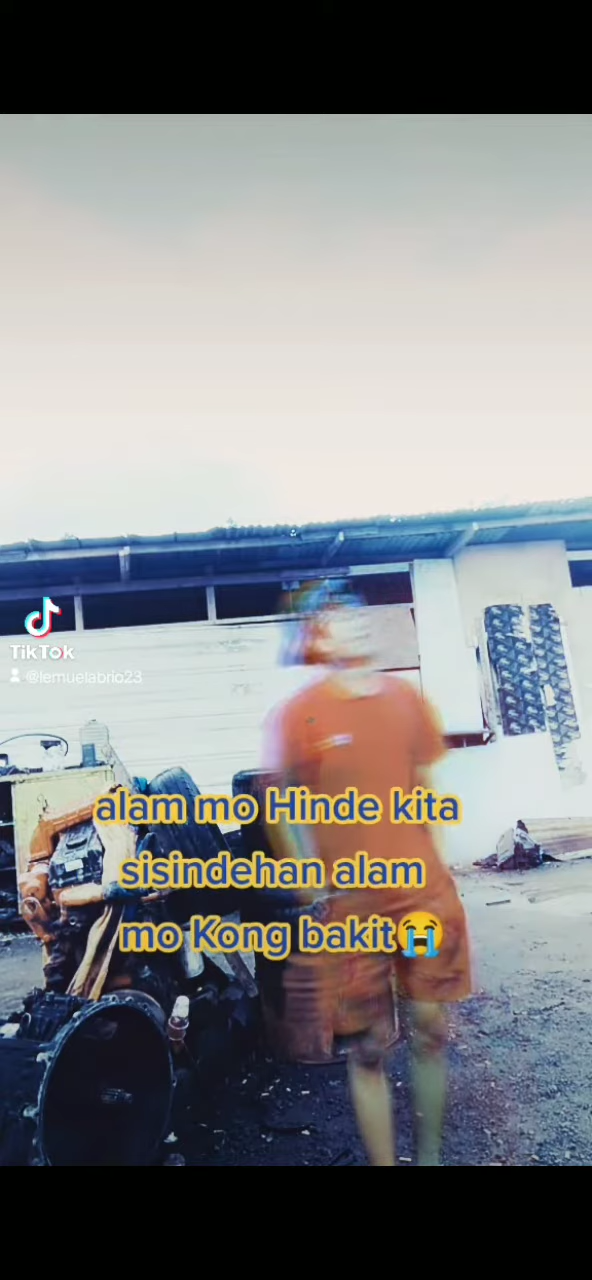 TikTok
@lemuelabrio23
alam mo Hinde kita
sisindehan alam
mo Kong bakit😭